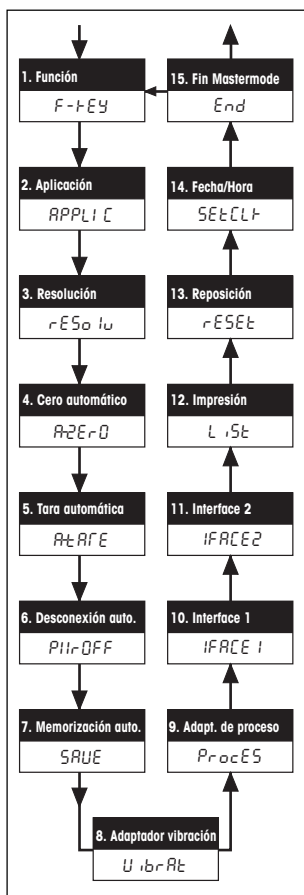 1. Función
F-KEY
2. Aplicación
APPLIC
3. Resolución
rESolu
4. Cero automático
A-ZErO
5. Tara automática
A-tArE
6. Desconexión auto.
PWrOFF
7. Memorización auto.
SAVE
8. Adaptador vibración
VibrAt
9. Adapt. de proceso
ProcES
10. Interface 1
IFACE1
11. Interface 2
IFACE2
12. Impresión
LiSt
13. Reposición
rESEt
14. Fecha/Hora
SEtCLK
15. Fin Mastermode
End